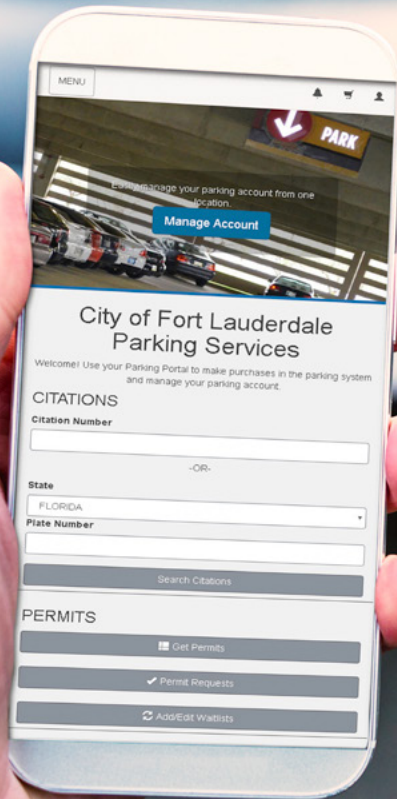 MENU
PARK
Easily manage your parking account from one
location.
Manage Account
City of Fort Lauderdale
Parking Services
Welcome! Use your Parking Portal to make purchases in the parking system
and manage your parking account.
CITATIONS
Citation Number
-OR-
State
FLORIDA
Plate Number
Search Citations
PERMITS
Get Permits
Permit Requests
Add/Edit Waitlists